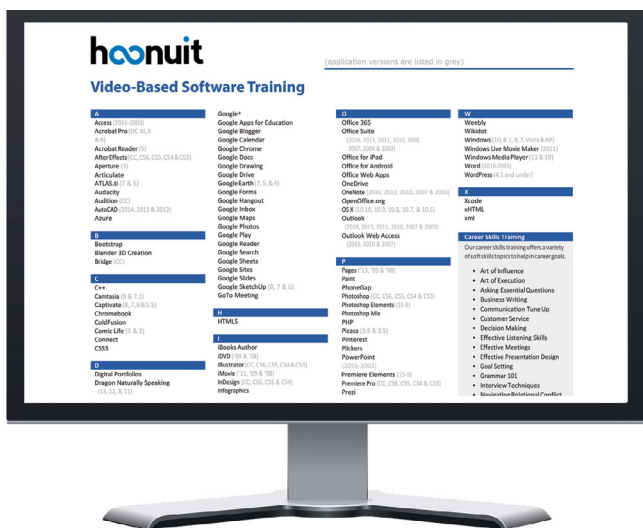 hoonuit
(application versions are listed in grey)
Video-Based Software Training
A
Access (2016-2003)
Acrobat Pro (DC XI, X
& 9)
Acrobat Reader (5)
AfterEffects (CC, CS6, CS5, CS4 & CS3)
Aperture (3)
Articulate
ATLAS.ti (7 & 5)
Audacity
Audition (CC)
AutoCAD (2014, 2013 & 2012)
Azure
B
Bootstrap
Blender 3D Creation
Bridge (CC)
C
C++
Camtasia (8 & 7.1)
Captivate (8, 7, 6 & 5.5)
Chromebook
ColdFusion
Comic Life (3 & 2)
Connect
CSS3
D
Digital Portfolios
Dragon Naturally Speaking
(13, 12, & 11)
Google+
Google Apps for Education
Google Blogger
Google Calendar
Google Chrome
Google Docs
Google Drawing
Google Drive
Google Earth (7, 5, & 4)
Google Forms
Google Hangout
Google Inbox
Google Maps
Google Photos
Google Play
Google Reader
Google Search
Google Sheets
Google Sites
Google Slides
Google SketchUp (8, 7 & 6)
GoTo Meeting
H
HTML5
I
iBooks Author
iDVD ('09 & '08)
Illustrator (CC, CS6, CS5, CS4 & CS3)
iMovie ('11, '09 & '08)
InDesign (CC, CS6, CS5 & CS4)
Infographics
O
Office 365
Office Suite
(2016, 2013, 2011, 2010, 2008,
2007, 2004 & 2003)
Office for iPad
Office for Android
Office Web Apps
OneDrive
OneNote (2016, 2013, 2010, 2007 & 2003)
OpenOffice.org
OS X (10.10, 10.9, 10.8, 10.7, & 10.6)
Outlook
(2016, 2013, 2011, 2010, 2007 & 2003)
Outlook Web Access
(2013, 2010 & 2007)
P
Pages ('13, '09 & '08)
Paint
PhoneGap
Photoshop (CC, CS6, CS5, CS4 & CS3)
Photoshop Elements (15-9)
Photoshop Mix
PHP
Picasa (3.9 & 3.5)
Pinterest
Plickers
PowerPoint
(2016-2003)
Premiere Elements (15-9)
Premiere Pro (CC, CS6, CS5, CS4 & CS3)
Prezi
W
Weebly
Wikidot
Windows (10, 8.1, 8, 7, Vista & XP)
Windows Live Movie Maker (2011)
Windows Media Player (11 & 10)
Word (2016-2003)
WordPress (4.1 and under)
X
Xcode
xHTML
xml
Career Skills Training
Our career skills training offers a variety
of soft skills topics to help in career goals.
• Art of Influence
• Art of Execution
• Asking Essential Questions
• Business Writing
• Communication Tune Up
• Customer Service
• Decision Making
• Effective Listening Skills
• Effective Meetings
• Effective Presentation Design
• Goal Setting
• Grammar 101
• Interview Techniques
• Navigating Relational Conflict